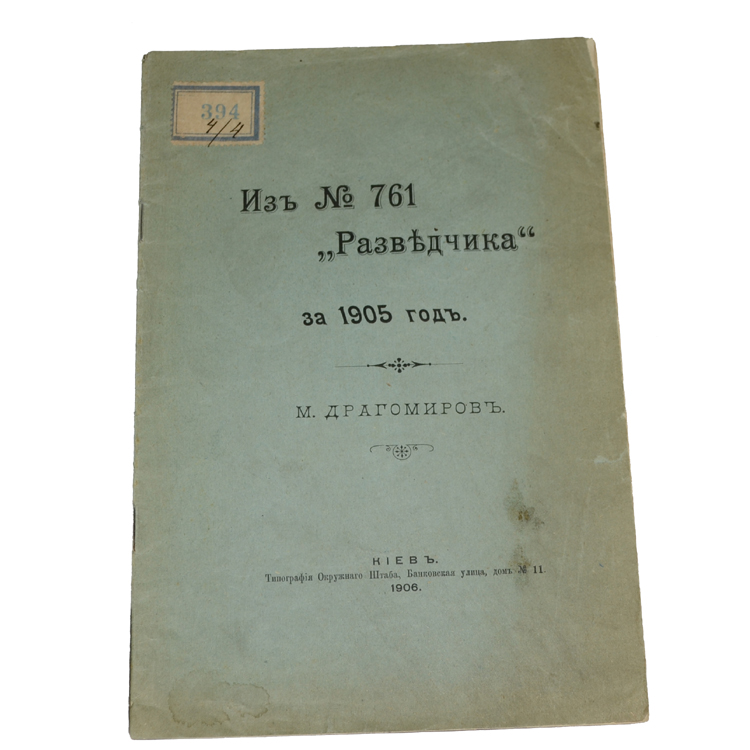 394
4/4
Изъ № 761
„Развѣдчика“
за 1905 годъ.
М. ДРАГОМИРОВЪ.
КІЕВЪ.
Типографія Окружнаго Штаба, Банковская улица, домъ № 11.
1906.